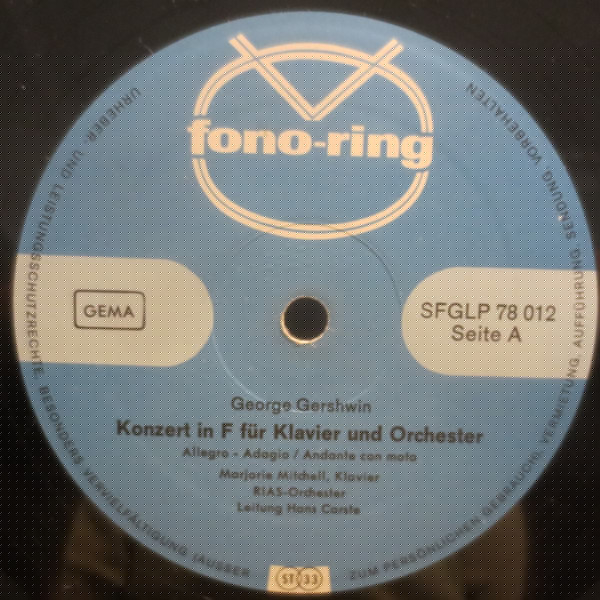 fono-ring
GEMA
SFGLP 78 012
Seite A
George Gershwin
Konzert in F für Klavier und Orchester
Allegro - Adagio / Andante con moto
Marjorie Mitchell, Klavier
RIAS-Orchester
Leitung Hans Carste
ST 33
URHEBER- UND LEISTUNGSSCHUTZRECHTE, BESONDERS VERVIELFÄLTIGUNG (AUSSER ZUM PERSÖNLICHEN GEBRAUCH), VERMIETUNG, AUFFÜHRUNG, SENDUNG, VORBEHALTEN